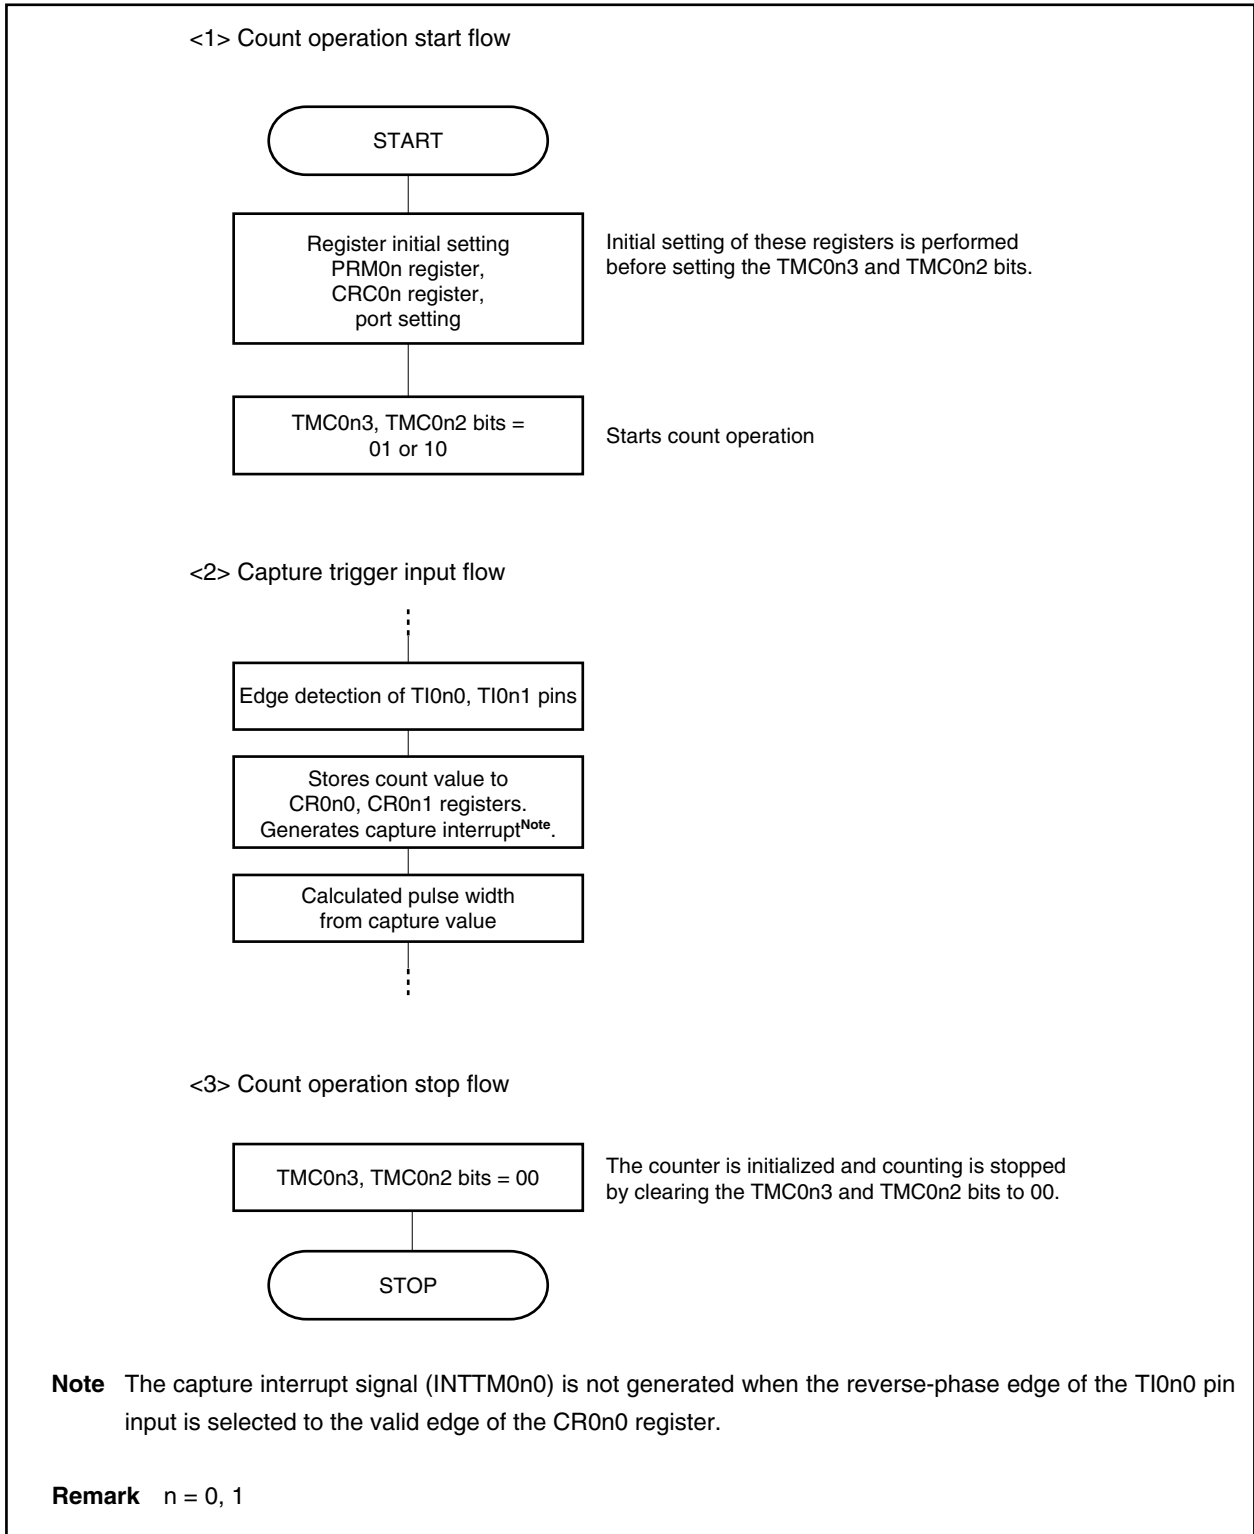 <1> Count operation start flow
START
Register initial setting
PRM0n register,
CRC0n register,
port setting
Initial setting of these registers is performed
before setting the TMC0n3 and TMC0n2 bits.
TMC0n3, TMC0n2 bits =
01 or 10
Starts count operation
<2> Capture trigger input flow
Edge detection of TI0n0, TI0n1 pins
Stores count value to
CR0n0, CR0n1 registers.
Generates capture interruptNote.
Calculated pulse width
from capture value
<3> Count operation stop flow
TMC0n3, TMC0n2 bits = 00
The counter is initialized and counting is stopped
by clearing the TMC0n3 and TMC0n2 bits to 00.
STOP
Note The capture interrupt signal (INTTM0n0) is not generated when the reverse-phase edge of the TI0n0 pin
input is selected to the valid edge of the CR0n0 register.
Remark n = 0, 1